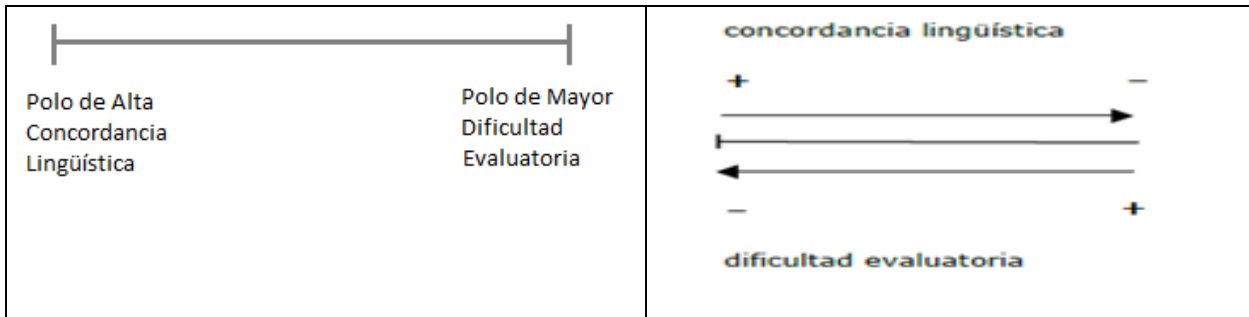 Polo de Alta
Concordancia
Lingüística
Polo de Mayor
Dificultad
Evaluatoria
concordancia lingüística
+ –
– +
dificultad evaluatoria